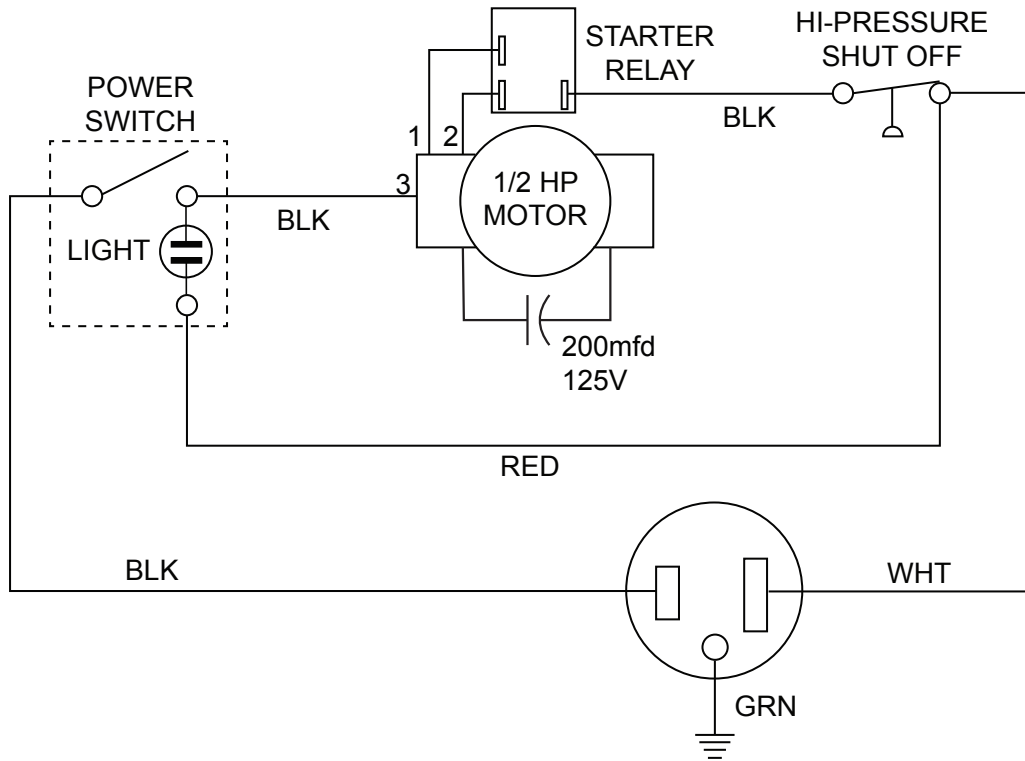 STARTER
RELAY
HI-PRESSURE
SHUT OFF
POWER
SWITCH
BLK
1
2
3
1/2 HP
MOTOR
BLK
LIGHT
200mfd
125V
RED
BLK
WHT
GRN